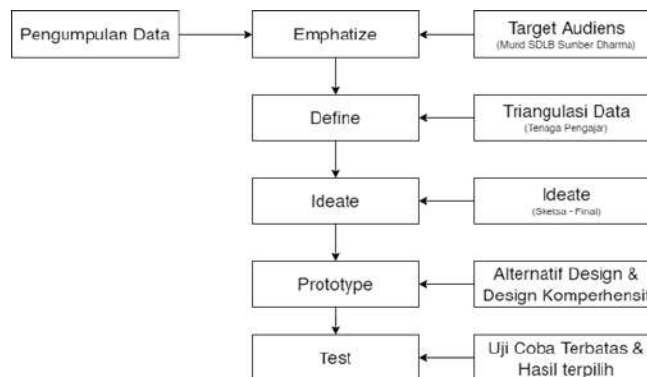 Pengumpulan Data
Emphatize
Target Audiens
(Murid SDLB Sumber Dharma)
Define
Triangulasi Data
(Tenaga Pengajar)
Ideate
Ideate
(Sketsa - Final)
Prototype
Alternatif Design &
Design Komperhensif
Test
Uji Coba Terbatas &
Hasil terpilih